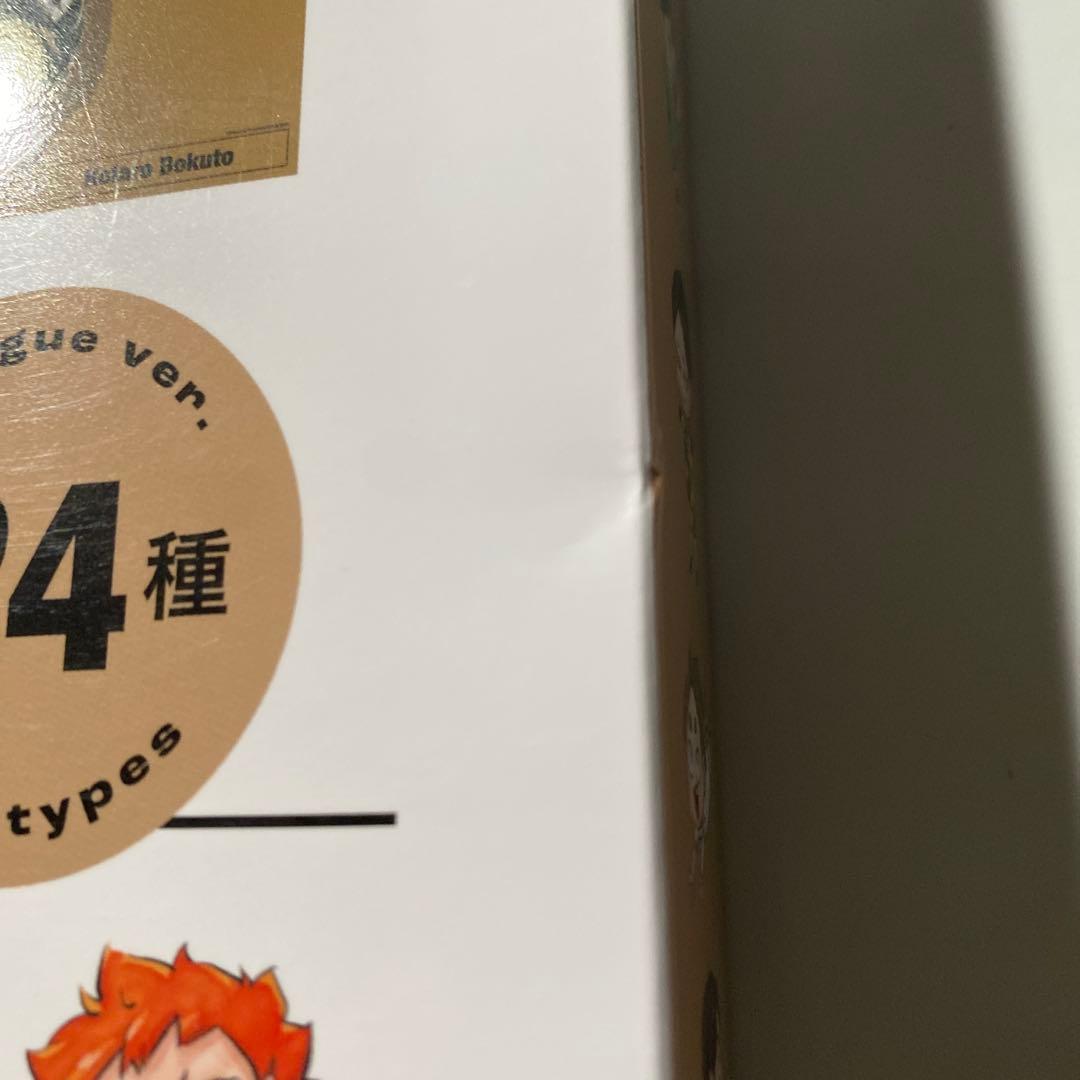 Kotaro Bokuto
gue ver.
24種
types